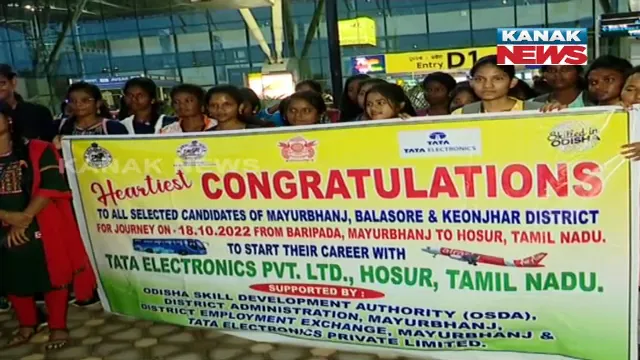 KANAK
NEWS
Entry D1
TATA
TATA ELECTRONICS
Skilled in
ODISHA
KANAK NEWS
Heartiest CONGRATULATIONS
TO ALL SELECTED CANDIDATES OF MAYURBHANJ, BALASORE & KEONJHAR DISTRICT
FOR JOURNEY ON - 18.10.2022 FROM BARIPADA, MAYURBHANJ TO HOSUR, TAMIL NADU.
TO START THEIR CAREER WITH
TATA ELECTRONICS PVT. LTD., HOSUR, TAMIL NADU.
SUPPORTED BY :
ODISHA SKILL DEVELOPMENT AUTHORITY (OSDA),
DISTRICT ADMINISTRATION, MAYURBHANJ,
DISTRICT EMPLOYMENT EXCHANGE, MAYURBHANJ &
TATA ELECTRONICS PRIVATE LIMITED.